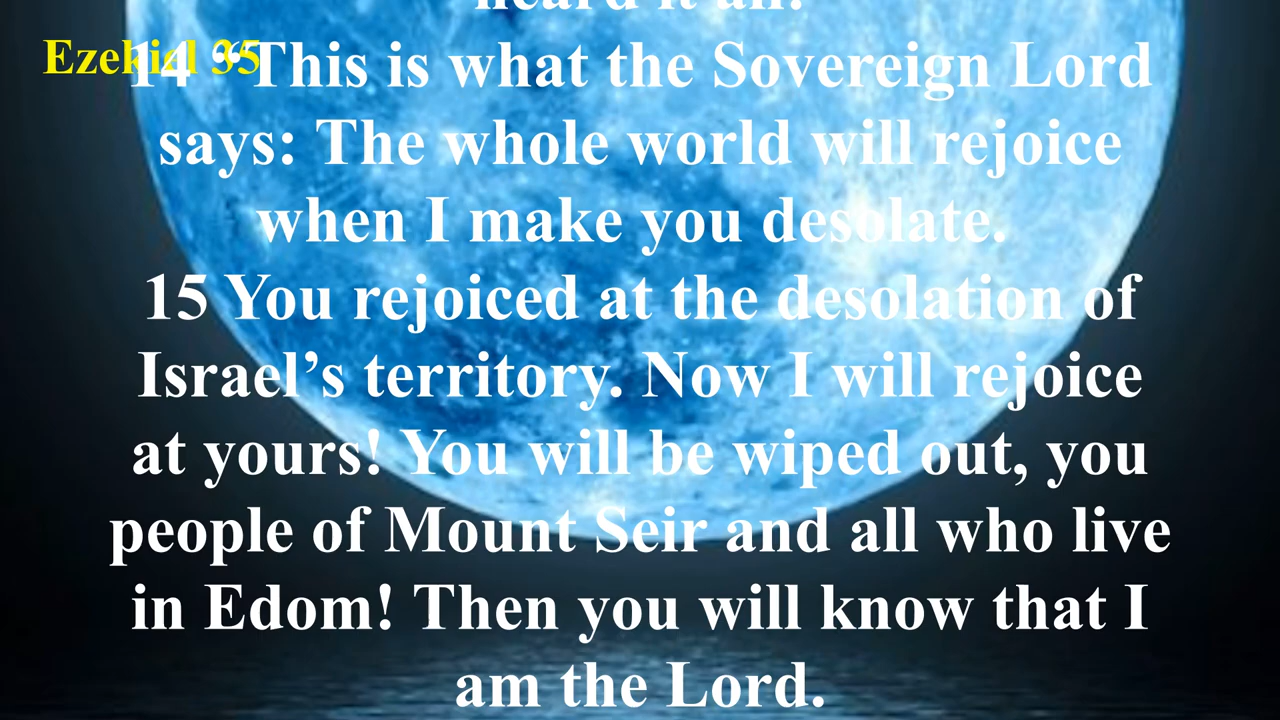 heard it all!
Ezekiel 35
14 “This is what the Sovereign Lord
says: The whole world will rejoice
when I make you desolate.
15 You rejoiced at the desolation of
Israel’s territory. Now I will rejoice
at yours! You will be wiped out, you
people of Mount Seir and all who live
in Edom! Then you will know that I
am the Lord.